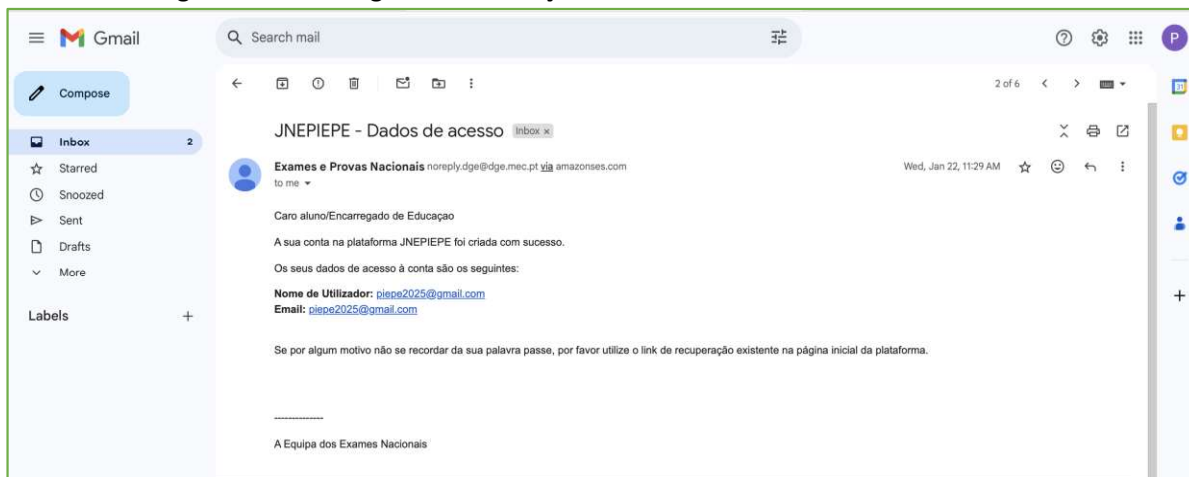 Gmail
Search mail
P
Compose
2 of 6
31
JNEPIEPE - Dados de acesso Inbox x
Inbox 2
Starred
Exames e Provas Nacionais noreply.dge@dge.mec.pt via amazonses.com Wed, Jan 22, 11:29 AM
to me
Snoozed
Sent
Drafts
More
Labels +
Caro aluno/Encarregado de Educaçao
A sua conta na plataforma JNEPIEPE foi criada com sucesso.
Os seus dados de acesso à conta são os seguintes:
Nome de Utilizador: piepe2025@gmail.com
Email: piepe2025@gmail.com
Se por algum motivo não se recordar da sua palavra passe, por favor utilize o link de recuperação existente na página inicial da plataforma.
--------------
A Equipa dos Exames Nacionais